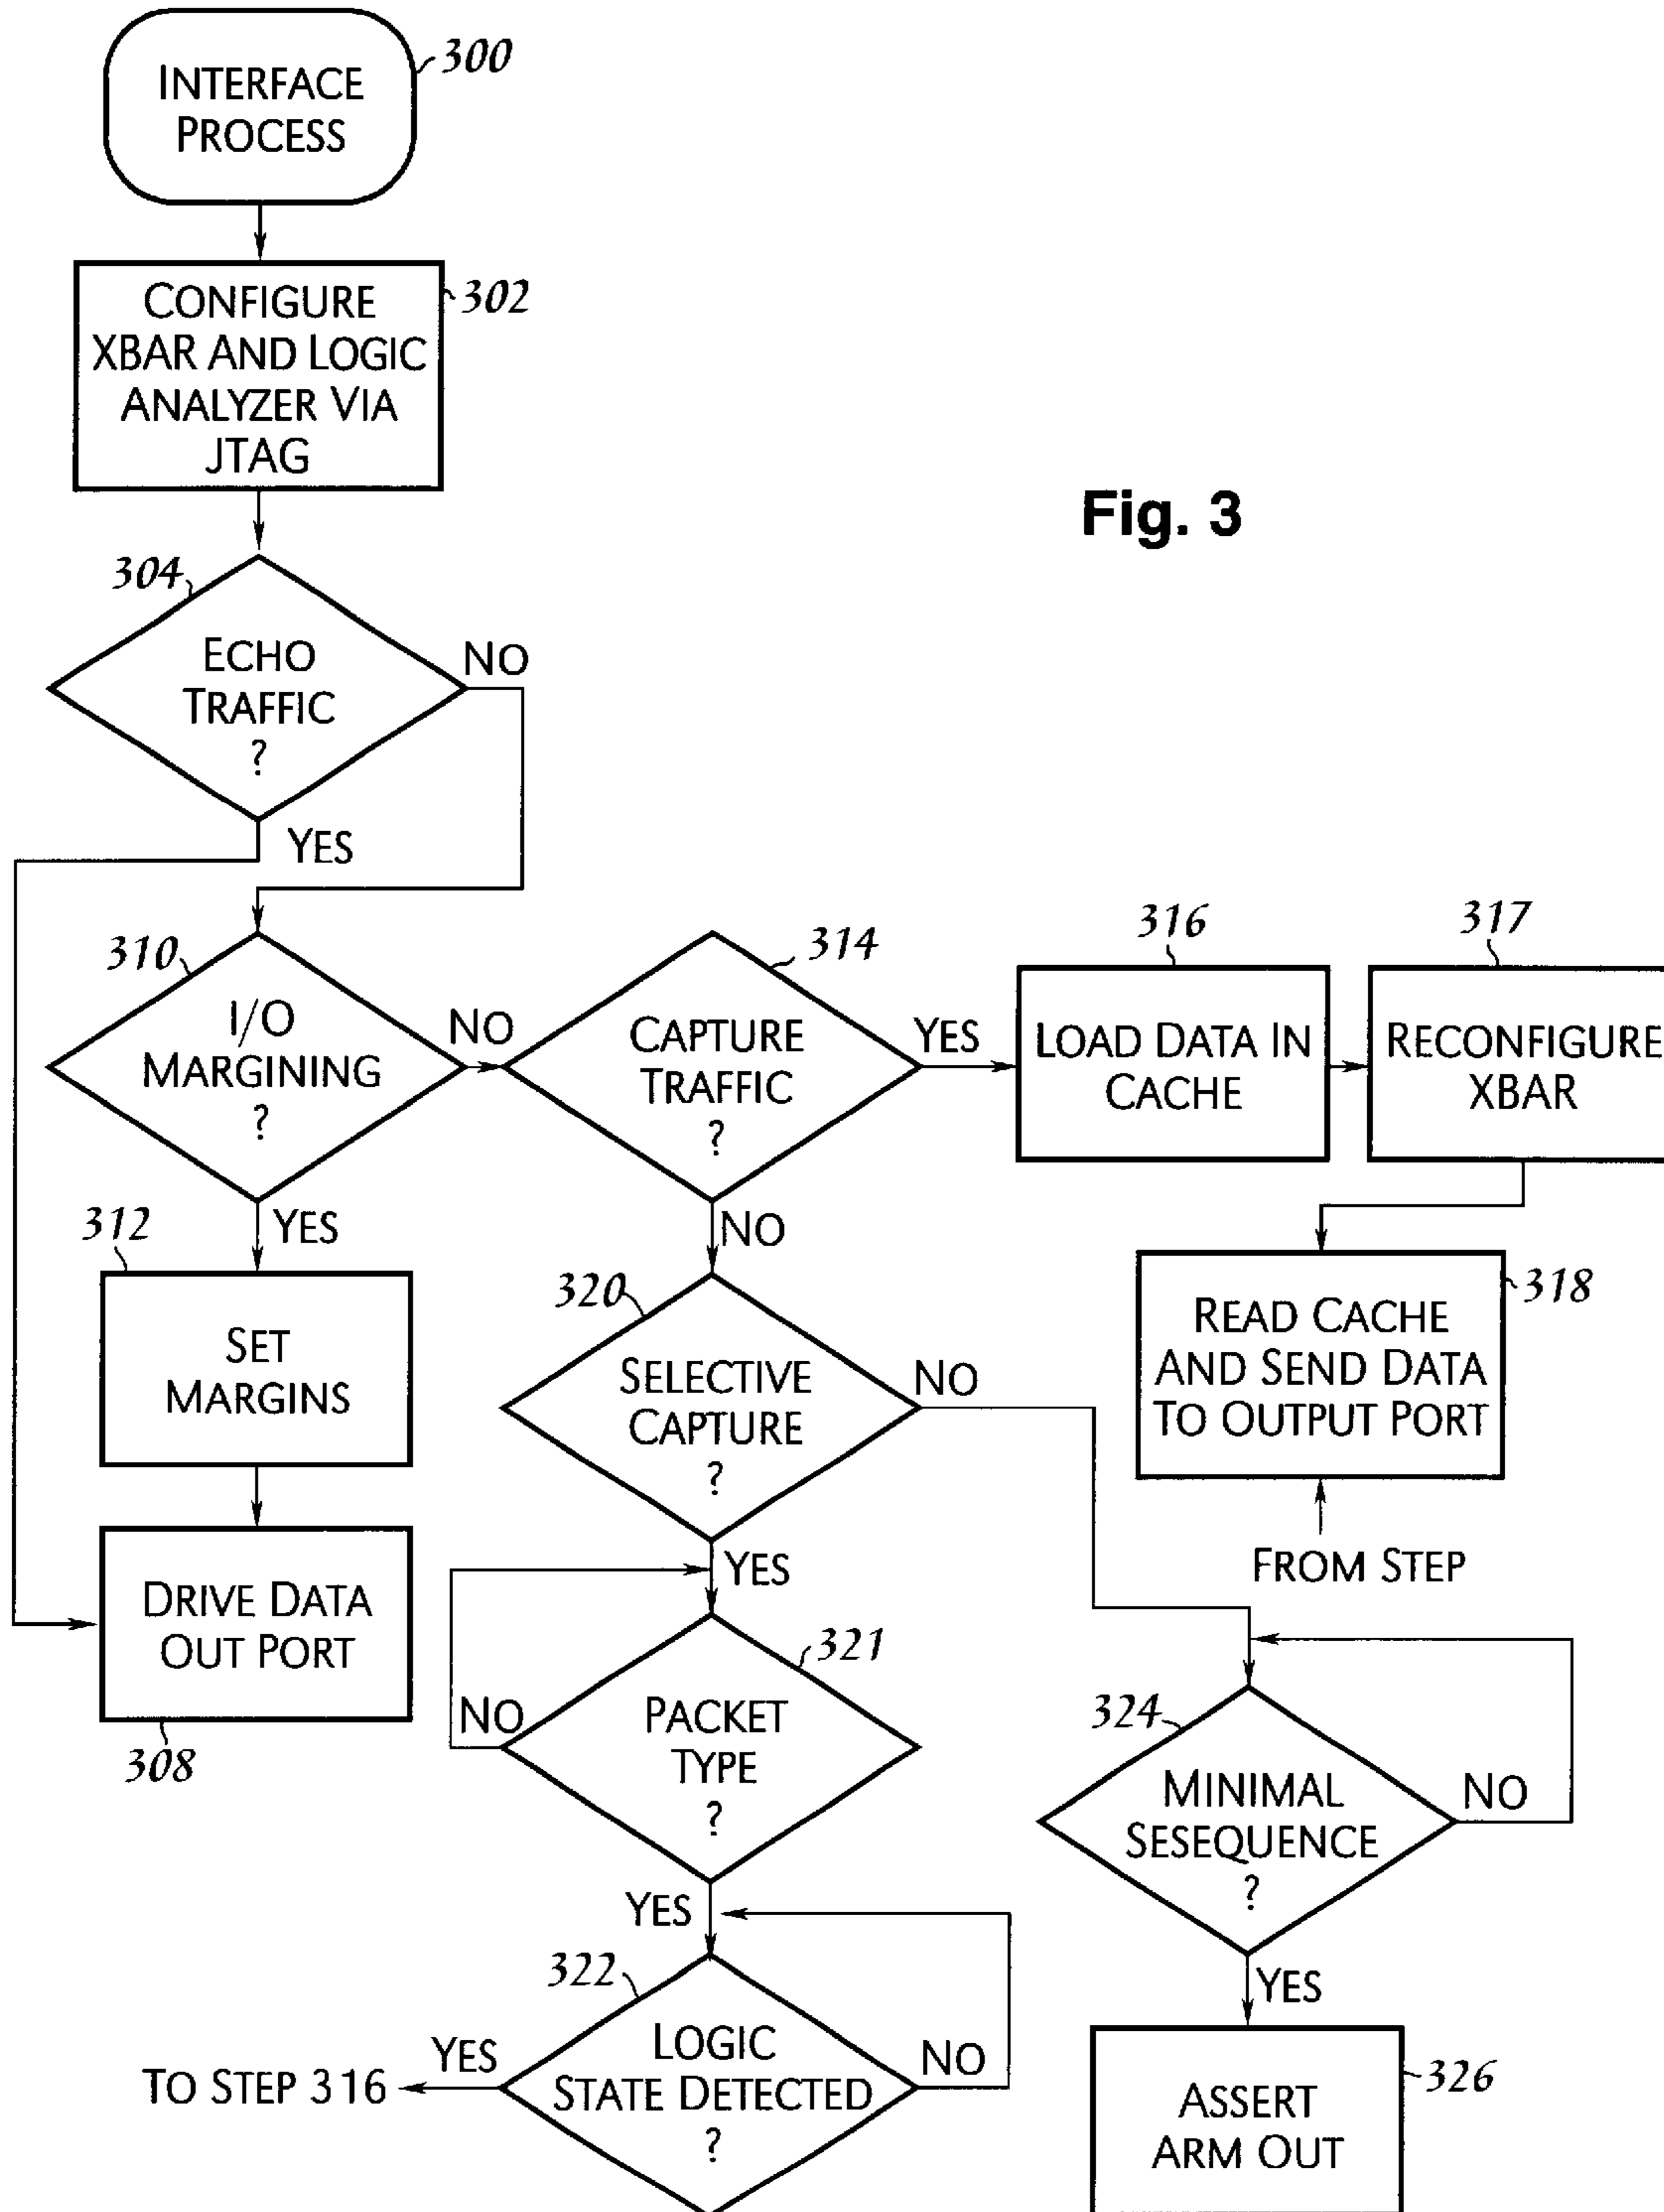 INTERFACE
PROCESS
300
CONFIGURE
XBAR AND LOGIC
ANALYZER VIA
JTAG
302
Fig. 3
304
ECHO
TRAFFIC
?
NO
YES
310
I/O
MARGINING
?
NO
YES
314
CAPTURE
TRAFFIC
?
YES
NO
316
LOAD DATA IN
CACHE
317
RECONFIGURE
XBAR
312
SET
MARGINS
320
SELECTIVE
CAPTURE
?
NO
YES
318
READ CACHE
AND SEND DATA
TO OUTPUT PORT
FROM STEP
DRIVE DATA
OUT PORT
308
321
PACKET
TYPE
?
NO
YES
324
MINIMAL
SESEQUENCE
?
NO
YES
322
LOGIC
STATE DETECTED
?
YES
NO
TO STEP 316
326
ASSERT
ARM OUT